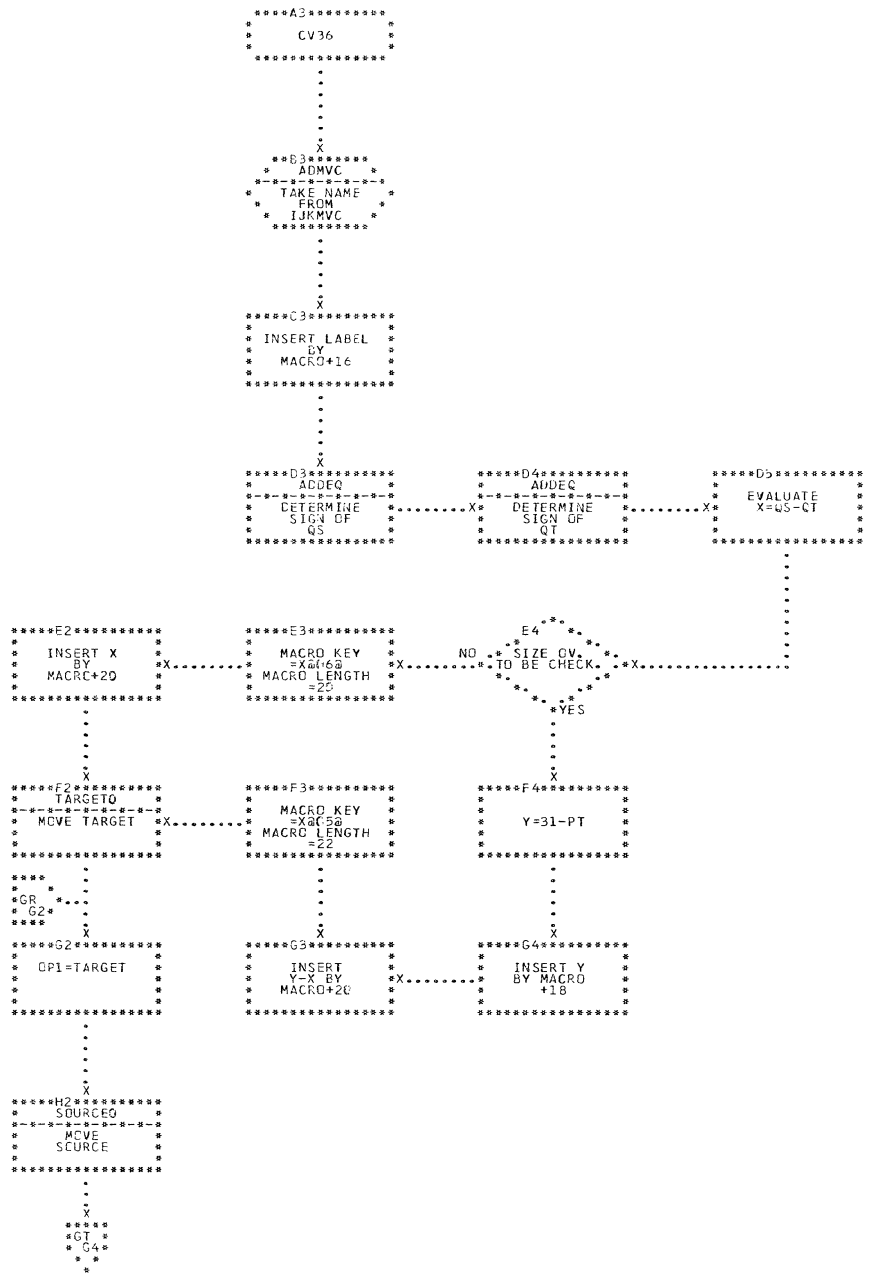 A3
CV36
B3
ADMVC
TAKE NAME
FROM
IJKMVC
C3
INSERT LABEL
BY
MACRO+16
D3
ADDEQ
DETERMINE
SIGN OF
QS
D4
ADDEQ
DETERMINE
SIGN OF
QT
D5
EVALUATE
X=QS-QT
E2
INSERT X
BY
MACRO+20
E3
MACRO KEY
=X@06@
MACRO LENGTH
=20
NO
E4
SIZE OV.
TO BE CHECK.
YES
F2
TARGETO
MOVE TARGET
F3
MACRO KEY
=X@05@
MACRO LENGTH
=22
F4
Y=31-PT
GR
G2
G2
OP1=TARGET
G3
INSERT
Y-X BY
MACRO+20
G4
INSERT Y
BY MACRO
+18
H2
SOURCEO
MOVE
SOURCE
GT
G4